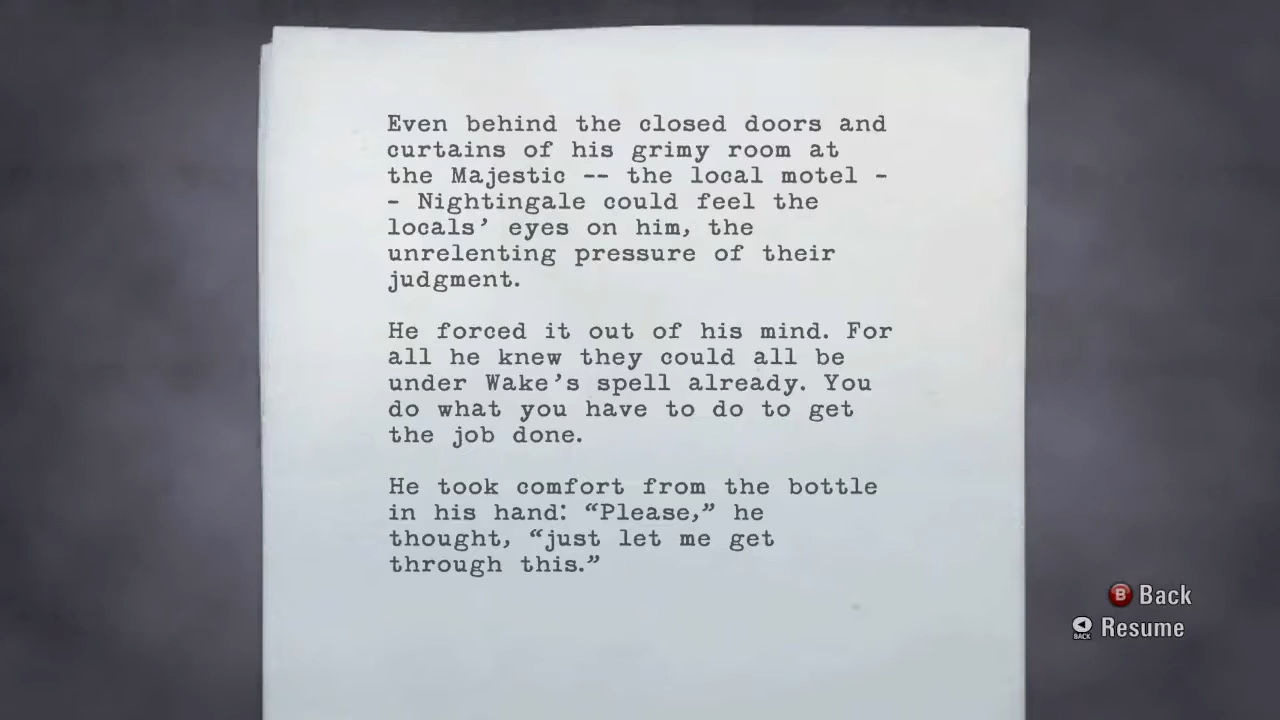 Even behind the closed doors and
curtains of his grimy room at
the Majestic -- the local motel -
- Nightingale could feel the
locals’ eyes on him, the
unrelenting pressure of their
judgment.
He forced it out of his mind. For
all he knew they could all be
under Wake’s spell already. You
do what you have to do to get
the job done.
He took comfort from the bottle
in his hand: “Please,” he
thought, “just let me get
through this.”
B Back
BACK Resume